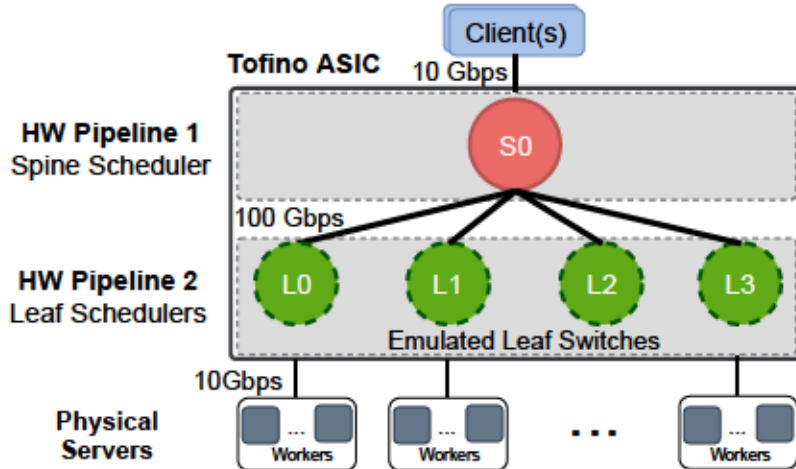 Client(s)
Tofino ASIC
10 Gbps
HW Pipeline 1
Spine Scheduler
S0
100 Gbps
HW Pipeline 2
Leaf Schedulers
L0 L1 L2 L3
Emulated Leaf Switches
10Gbps
Physical
Servers
... ... ... ...
Workers Workers Workers